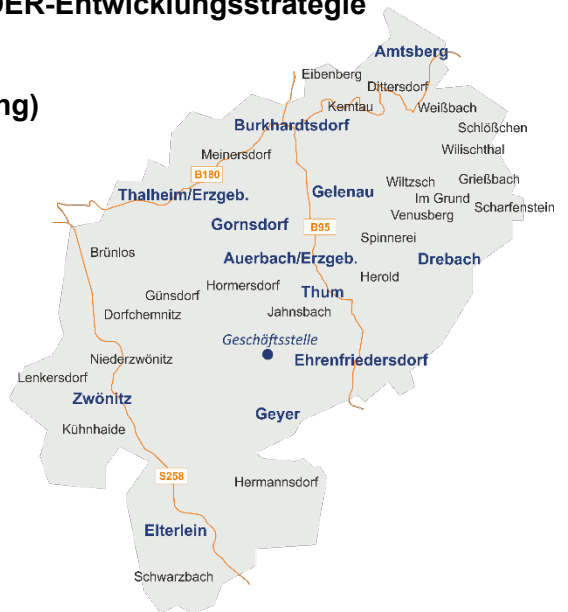 DER-Entwicklungsstrategie
Amtsberg
Eibenberg
Dittersdorf
ng)
Kemtau
Weißbach
Burkhardtsdorf
Schlößchen
Meinersdorf
Wilischthal
B180
Grießbach
Wiltzsch
Thalheim/Erzgeb.
Gelenau
Im Grund
Scharfenstein
Venusberg
Gornsdorf
B95
Spinnerei
Brünlos
Auerbach/Erzgeb.
Drebach
Herold
Hormersdorf
Thum
Günsdorf
Jahnsbach
Dorfchemnitz
Geschäftsstelle
Niederzwönitz
Ehrenfriedersdorf
Lenkersdorf
Zwönitz
Geyer
Kühnhaide
S258
Hermannsdorf
Elterlein
Schwarzbach